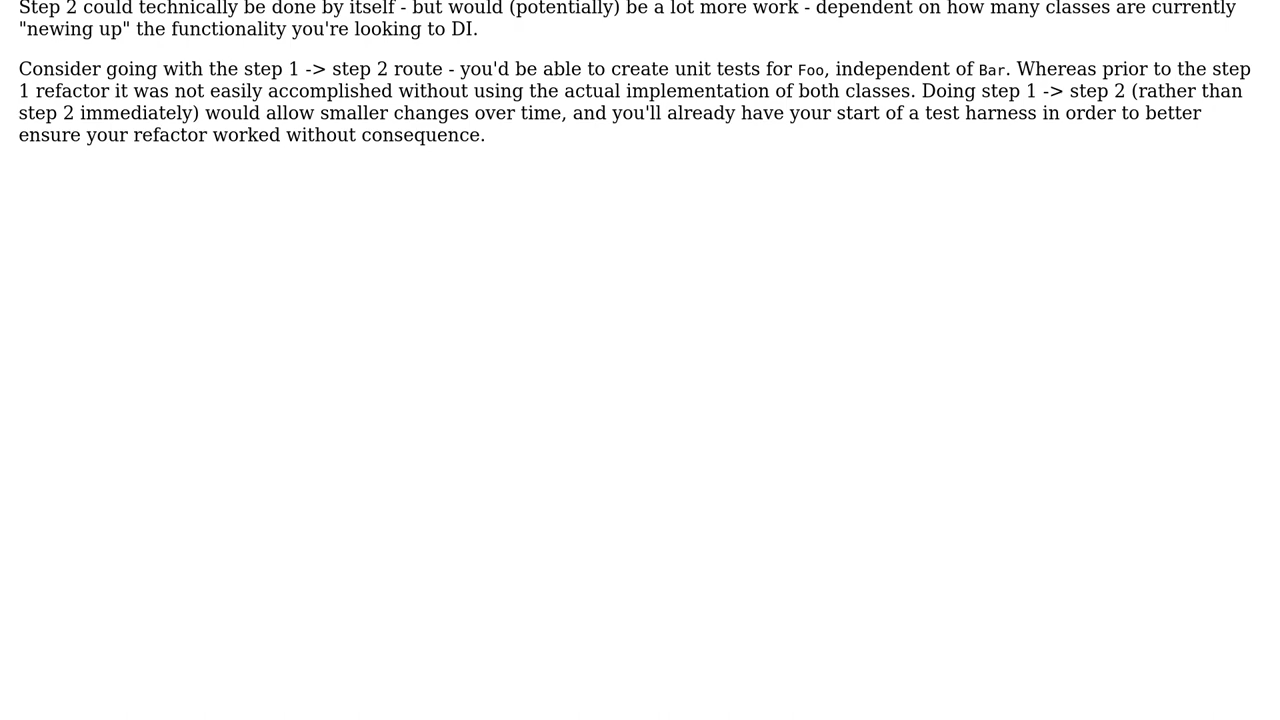 Step 2 could technically be done by itself - but would (potentially) be a lot more work - dependent on how many classes are currently
"newing up" the functionality you're looking to DI.
Consider going with the step 1 -> step 2 route - you'd be able to create unit tests for Foo, independent of Bar. Whereas prior to the step
1 refactor it was not easily accomplished without using the actual implementation of both classes. Doing step 1 -> step 2 (rather than
step 2 immediately) would allow smaller changes over time, and you'll already have your start of a test harness in order to better
ensure your refactor worked without consequence.